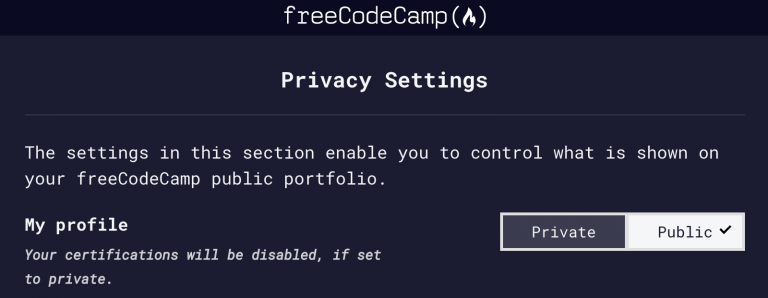 freeCodeCamp(🔥)
Privacy Settings
The settings in this section enable you to control what is shown on
your freeCodeCamp public portfolio.
My profile
Private
Public ✓
Your certifications will be disabled, if set
to private.